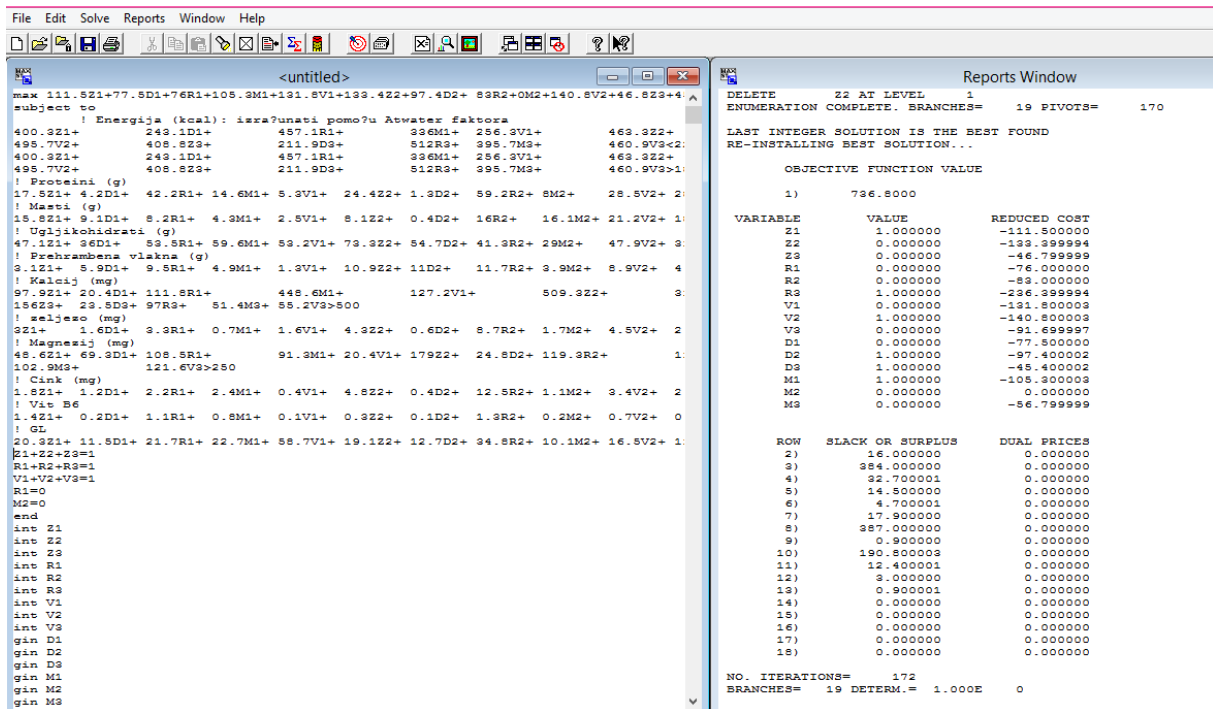 File Edit Solve Reports Window Help
<untitled>
max 111.5Z1+77.5D1+76R1+105.3M1+131.8V1+133.4Z2+97.4D2+ 83R2+0M2+140.8V2+46.8Z3+4
subject to
! Energija (kcal): izra?unati pomo?u Atwater faktora
400.3Z1+ 243.1D1+ 457.1R1+ 336M1+ 256.3V1+ 463.3Z2+
495.7V2+ 408.8Z3+ 211.9D3+ 512R3+ 395.7M3+ 460.9V3<2
400.3Z1+ 243.1D1+ 457.1R1+ 336M1+ 256.3V1+ 463.3Z2+
495.7V2+ 408.8Z3+ 211.9D3+ 512R3+ 395.7M3+ 460.9V3>1
! Proteini (g)
17.5Z1+ 4.2D1+ 42.2R1+ 14.6M1+ 5.3V1+ 24.4Z2+ 1.3D2+ 59.2R2+ 8M2+ 28.5V2+ 2
! Masti (g)
15.8Z1+ 9.1D1+ 8.2R1+ 4.3M1+ 2.5V1+ 8.1Z2+ 0.4D2+ 16R2+ 16.1M2+ 21.2V2+ 1
! Ugljikohidrati (g)
47.1Z1+ 36D1+ 53.5R1+ 59.6M1+ 53.2V1+ 73.3Z2+ 54.7D2+ 41.3R2+ 29M2+ 47.9V2+ 3
! Prehrambena vlakna (g)
3.1Z1+ 5.9D1+ 9.5R1+ 4.9M1+ 1.3V1+ 10.9Z2+ 11D2+ 11.7R2+ 3.9M2+ 8.9V2+ 4
! Kalcij (mg)
97.9Z1+ 20.4D1+ 111.8R1+ 448.6M1+ 127.2V1+ 509.3Z2+ 3
156Z3+ 23.5D3+ 97R3+ 51.4M3+ 55.2V3>500
! zeljezo (mg)
3Z1+ 1.6D1+ 3.3R1+ 0.7M1+ 1.6V1+ 4.3Z2+ 0.6D2+ 8.7R2+ 1.7M2+ 4.5V2+ 2
! Magnezij (mg)
48.6Z1+ 69.3D1+ 108.5R1+ 91.3M1+ 20.4V1+ 179Z2+ 24.8D2+ 119.3R2+ 1
102.9M3+ 121.6V3>250
! Cink (mg)
1.8Z1+ 1.2D1+ 2.2R1+ 2.4M1+ 0.4V1+ 4.8Z2+ 0.4D2+ 12.5R2+ 1.1M2+ 3.4V2+ 2
! Vit B6
1.4Z1+ 0.2D1+ 1.1R1+ 0.8M1+ 0.1V1+ 0.3Z2+ 0.1D2+ 1.3R2+ 0.2M2+ 0.7V2+ 0
! GL
20.3Z1+ 11.5D1+ 21.7R1+ 22.7M1+ 58.7V1+ 19.1Z2+ 12.7D2+ 34.8R2+ 10.1M2+ 16.5V2+ 1
Z1+Z2+Z3=1
R1+R2+R3=1
V1+V2+V3=1
R1=0
M2=0
end
int Z1
int Z2
int Z3
int R1
int R2
int R3
int V1
int V2
int V3
gin D1
gin D2
gin D3
gin M1
gin M2
gin M3
Reports Window
DELETE Z2 AT LEVEL 1
ENUMERATION COMPLETE. BRANCHES= 19 PIVOTS= 170
LAST INTEGER SOLUTION IS THE BEST FOUND
RE-INSTALLING BEST SOLUTION...
OBJECTIVE FUNCTION VALUE
1) 736.8000
VARIABLE VALUE REDUCED COST
Z1 1.000000 -111.500000
Z2 0.000000 -133.399994
Z3 0.000000 -46.799999
R1 0.000000 -76.000000
R2 0.000000 -83.000000
R3 1.000000 -236.399994
V1 0.000000 -131.800003
V2 1.000000 -140.800003
V3 0.000000 -91.699997
D1 0.000000 -77.500000
D2 1.000000 -97.400002
D3 1.000000 -45.400002
M1 1.000000 -105.300003
M2 0.000000 0.000000
M3 0.000000 -56.799999
ROW SLACK OR SURPLUS DUAL PRICES
2) 16.000000 0.000000
3) 384.000000 0.000000
4) 32.700001 0.000000
5) 14.500000 0.000000
6) 4.700001 0.000000
7) 17.900000 0.000000
8) 387.000000 0.000000
9) 0.900000 0.000000
10) 190.800003 0.000000
11) 12.400001 0.000000
12) 3.000000 0.000000
13) 0.900001 0.000000
14) 0.000000 0.000000
15) 0.000000 0.000000
16) 0.000000 0.000000
17) 0.000000 0.000000
18) 0.000000 0.000000
NO. ITERATIONS= 172
BRANCHES= 19 DETERM.= 1.000E 0